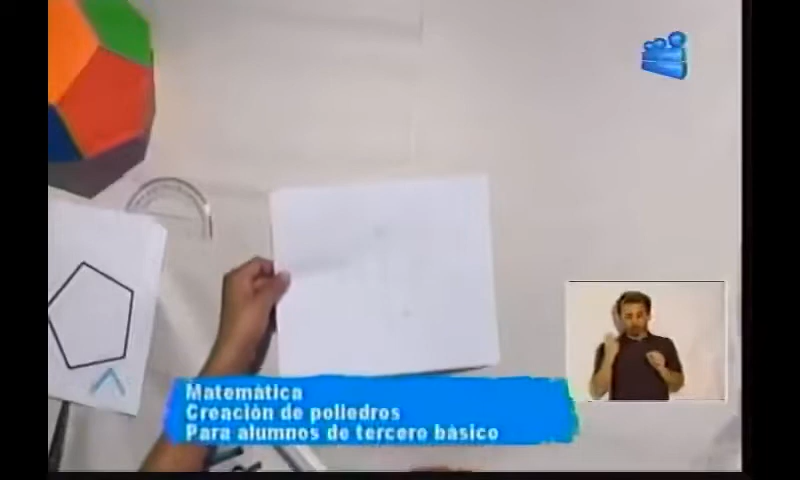 Matemática
Creación de poliedros
Para alumnos de tercero básico